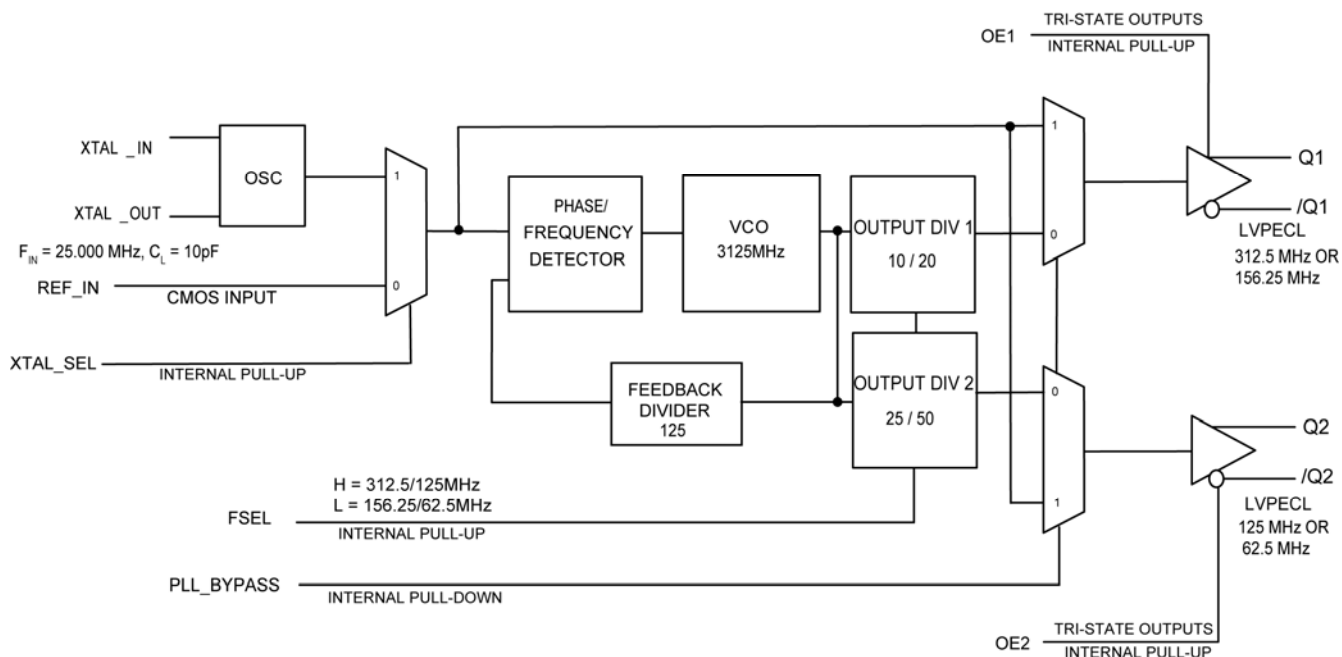 TRI-STATE OUTPUTS
OE1
INTERNAL PULL-UP
XTAL _IN
OSC
XTAL _OUT
F_IN = 25.000 MHz, C_L = 10pF
REF_IN
CMOS INPUT
XTAL_SEL
INTERNAL PULL-UP
1
0
PHASE/
FREQUENCY
DETECTOR
VCO
3125MHz
OUTPUT DIV 1
10 / 20
1
0
Q1
/Q1
LVPECL
312.5 MHz OR
156.25 MHz
FEEDBACK
DIVIDER
125
OUTPUT DIV 2
25 / 50
0
1
Q2
/Q2
LVPECL
125 MHz OR
62.5 MHz
H = 312.5/125MHz
L = 156.25/62.5MHz
FSEL
INTERNAL PULL-UP
PLL_BYPASS
INTERNAL PULL-DOWN
TRI-STATE OUTPUTS
OE2
INTERNAL PULL-UP